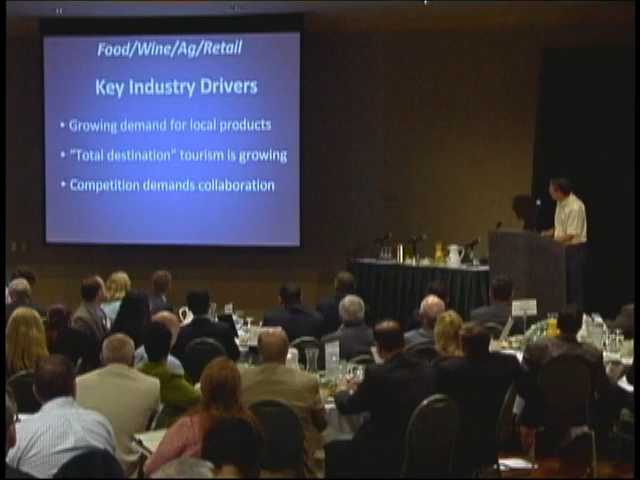 Food/Wine/Ag/Retail
Key Industry Drivers
• Growing demand for local products
• "Total destination" tourism is growing
• Competition demands collaboration